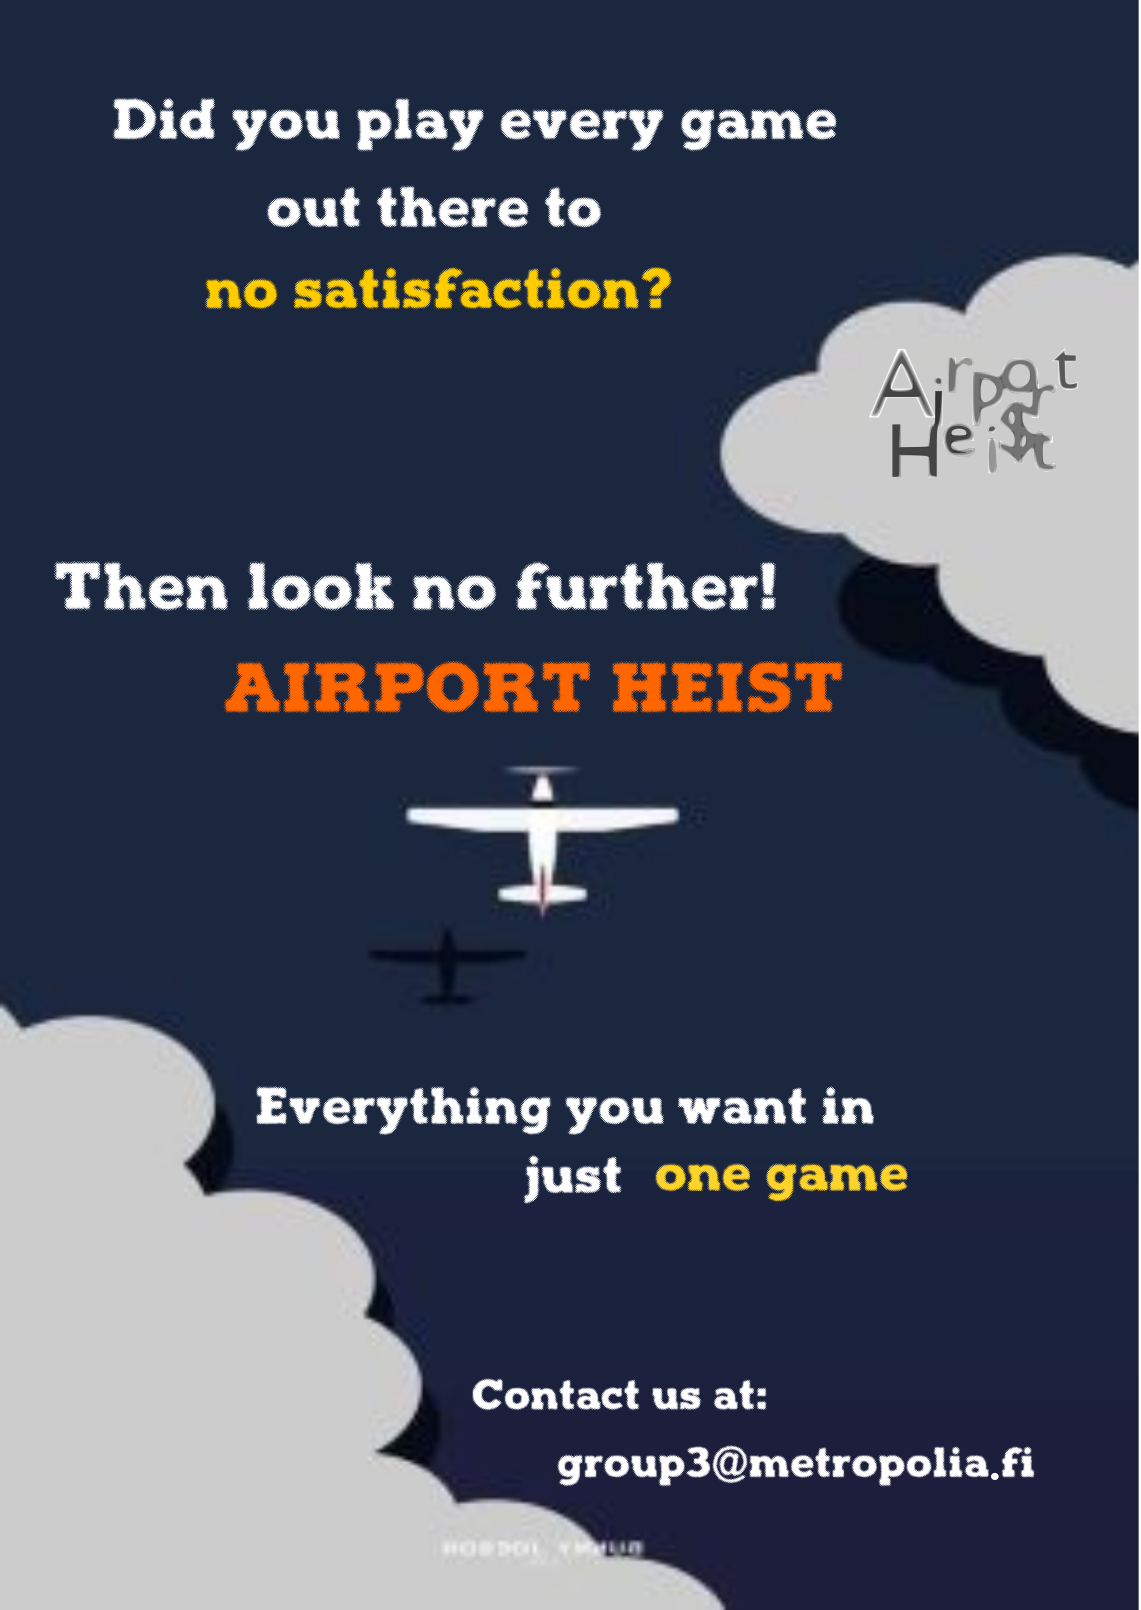 Did you play every game
out there to
no satisfaction?
Airport
Heist
Then look no further!
AIRPORT HEIST
Everything you want in
just one game
Contact us at:
group3@metropolia.fi